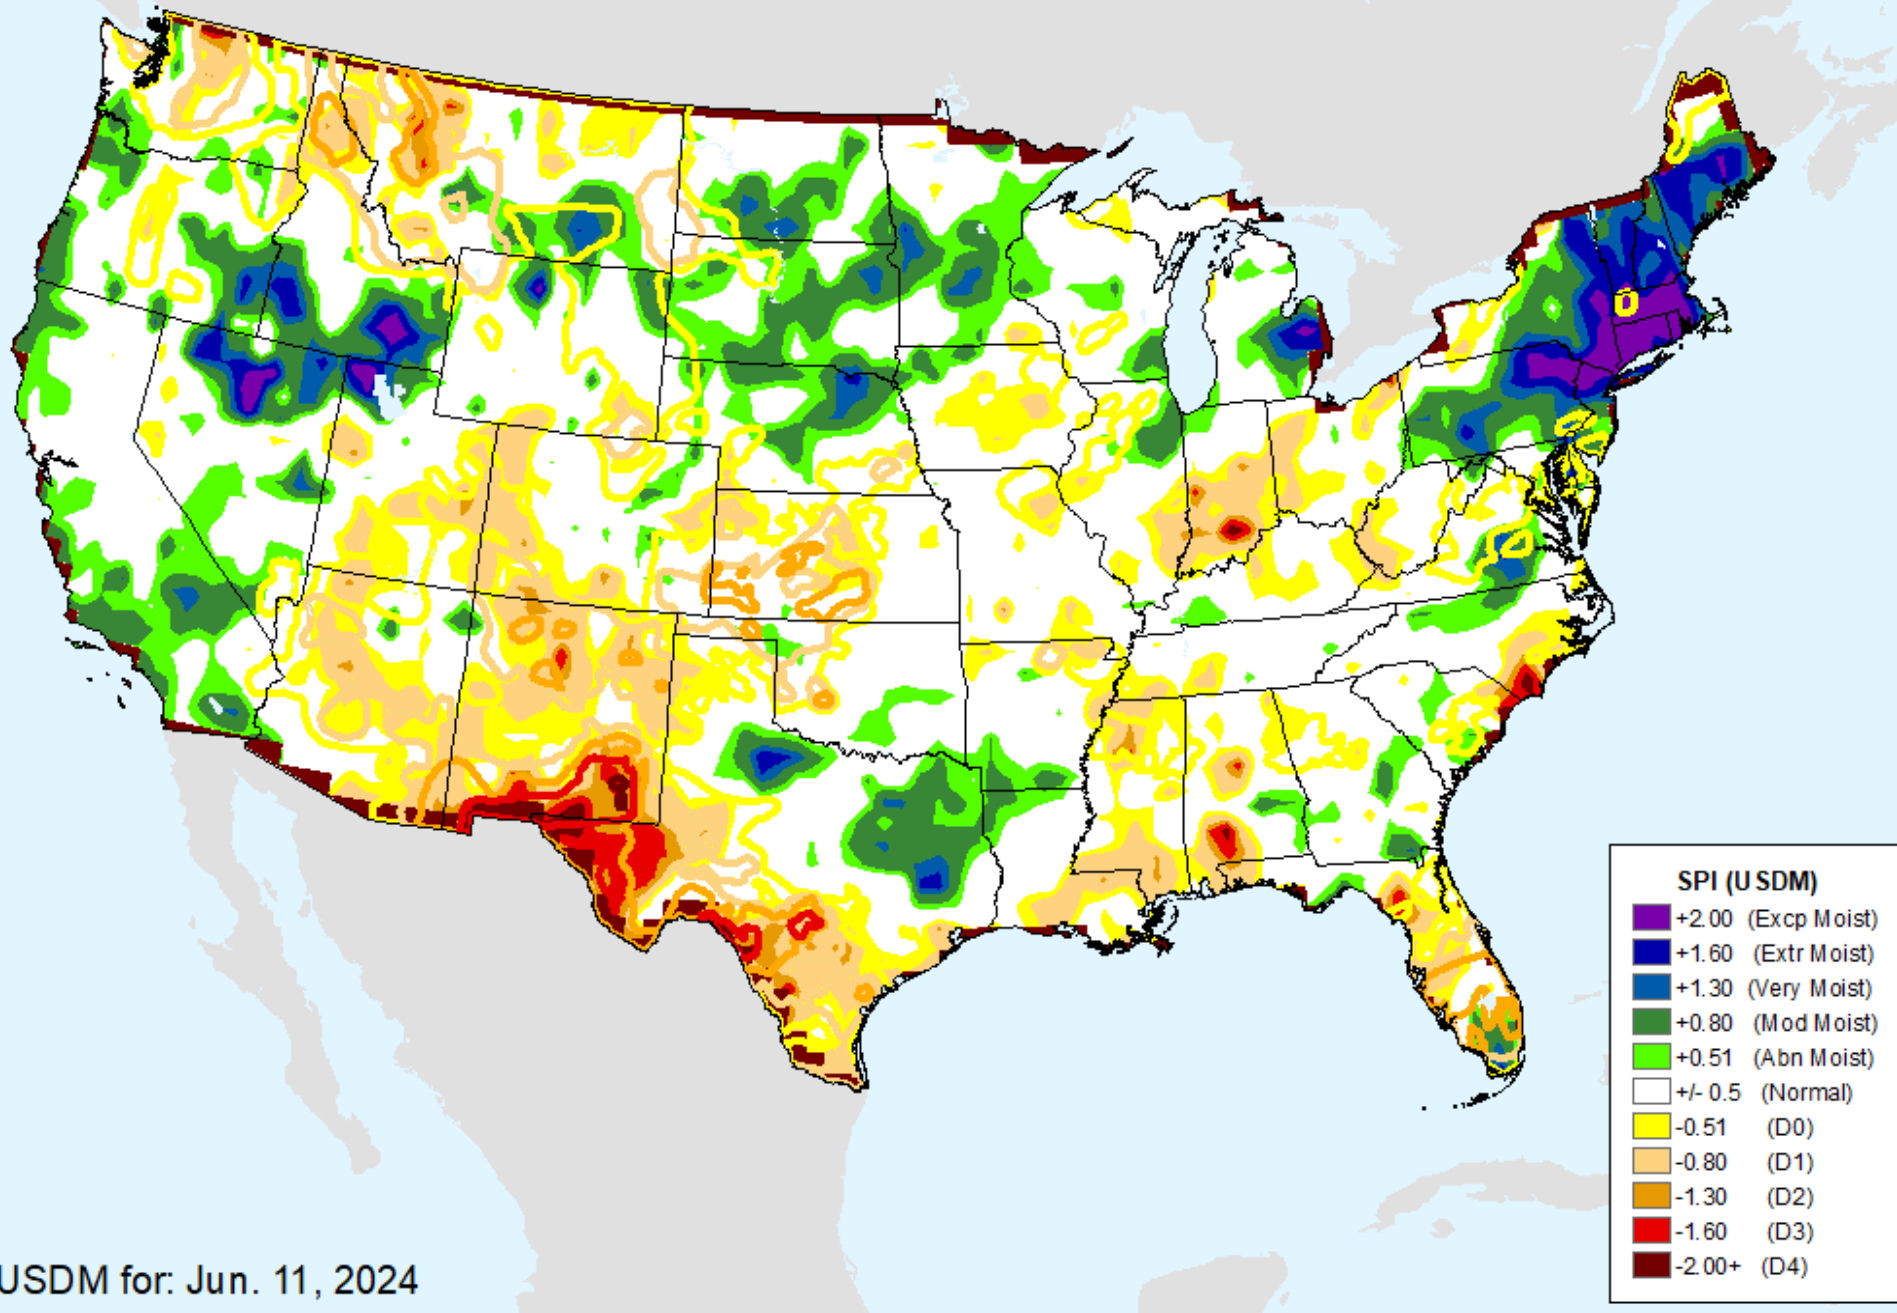 SPI (USDM)
+2.00 (Excp Moist)
+1.60 (Extr Moist)
+1.30 (Very Moist)
+0.80 (Mod Moist)
+0.51 (Abn Moist)
+/- 0.5 (Normal)
-0.51 (D0)
-0.80 (D1)
-1.30 (D2)
-1.60 (D3)
-2.00+ (D4)
USDM for: Jun. 11, 2024